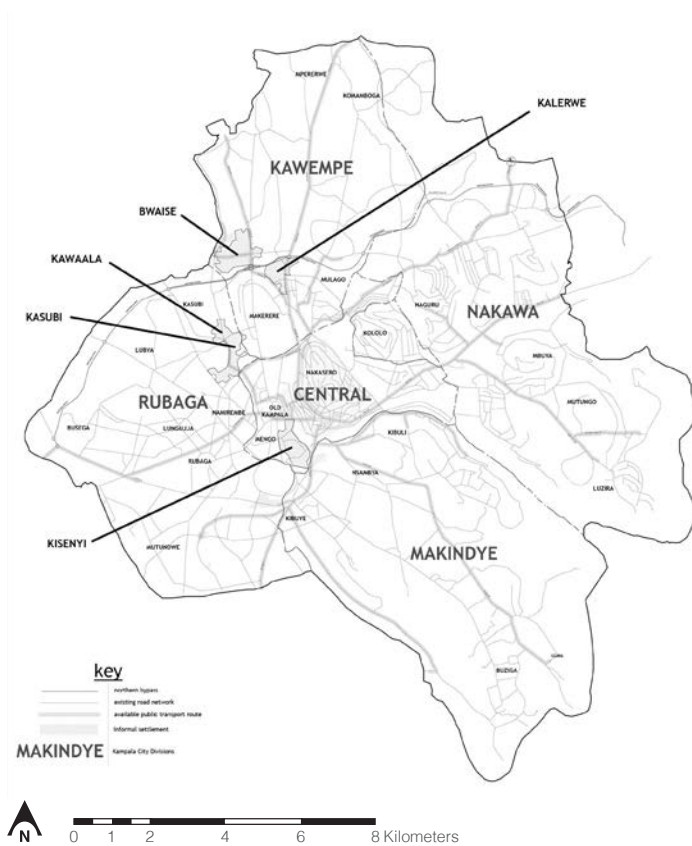 MPERERWE
KOMAMBOGA
KALERWE
KAWEMPE
BWAISE
KAWAALA
MULAGO
KASUBI
MAKERERE
NAGURU
NAKAWA
KASUBI
KOLOLO
LUBYA
MBUYA
NAKASERO
RUBAGA
CENTRAL
MUTUNGO
OLD
KAMPALA
NAMIREMBE
BUSEGA
LUNGUJJA
MENGO
KIBULI
RUBAGA
NSAMBYA
LUZIRA
KISENYI
KIBUYE
MUTUNDWE
MAKINDYE
BUZIGA
key
northern bypass
existing road network
available public transport route
informal settlement
MAKINDYE Kampala City Divisions
N 0 1 2 4 6 8 Kilometers